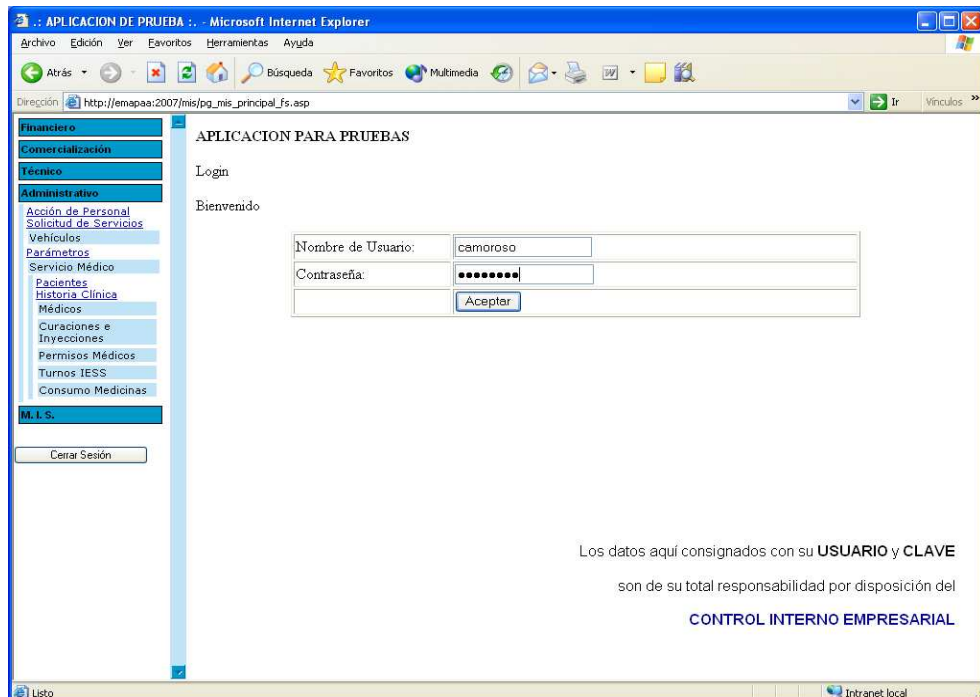 .: APLICACION DE PRUEBA :. - Microsoft Internet Explorer
Archivo Edición Ver Favoritos Herramientas Ayuda
Atrás Búsqueda Favoritos Multimedia
Dirección http://emapaa:2007/mis/pg_mis_principal_fs.asp Ir Vínculos »
Financiero
Comercialización
Técnico
Administrativo
Acción de Personal
Solicitud de Servicios
Vehículos
Parámetros
Servicio Médico
Pacientes
Historia Clínica
Médicos
Curaciones e
Inyecciones
Permisos Médicos
Turnos IESS
Consumo Medicinas
M. I. S.
Cerrar Sesión
APLICACION PARA PRUEBAS
Login
Bienvenido
Nombre de Usuario: camoroso
Contraseña: ●●●●●●●●
Aceptar
Los datos aquí consignados con su USUARIO y CLAVE
son de su total responsabilidad por disposición del
CONTROL INTERNO EMPRESARIAL
Listo Intranet local